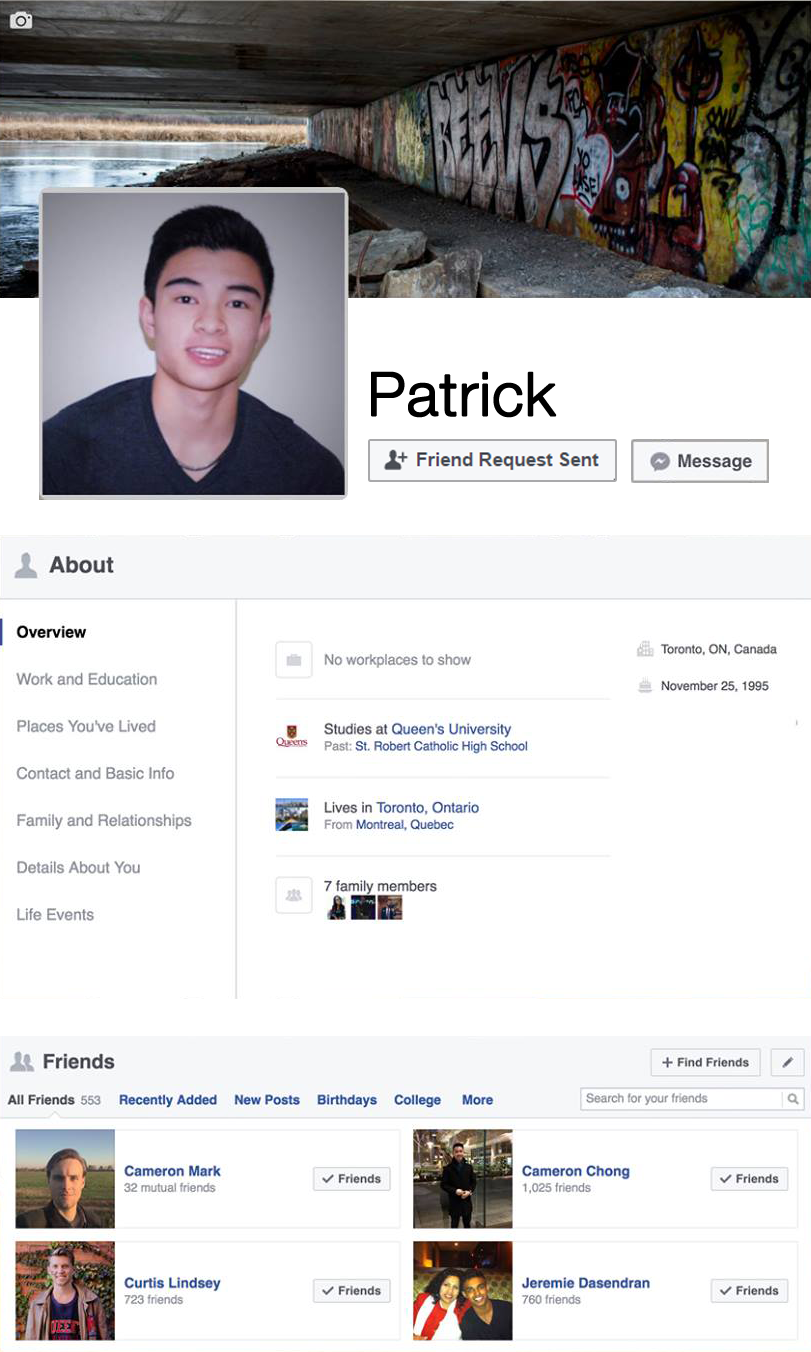 REEVS
YO
BASE
Patrick
Friend Request Sent
Message
About
Overview
Work and Education
Places You've Lived
Contact and Basic Info
Family and Relationships
Details About You
Life Events
No workplaces to show
Queen's
Studies at Queen's University
Past: St. Robert Catholic High School
Lives in Toronto, Ontario
From Montreal, Quebec
7 family members
Toronto, ON, Canada
November 25, 1995
Friends
+ Find Friends
All Friends 553
Recently Added
New Posts
Birthdays
College
More
Search for your friends
Cameron Mark
32 mutual friends
Friends
Cameron Chong
1,025 friends
Friends
Curtis Lindsey
723 friends
Friends
Jeremie Dasendran
760 friends
Friends